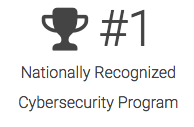 #1
Nationally Recognized
Cybersecurity Program